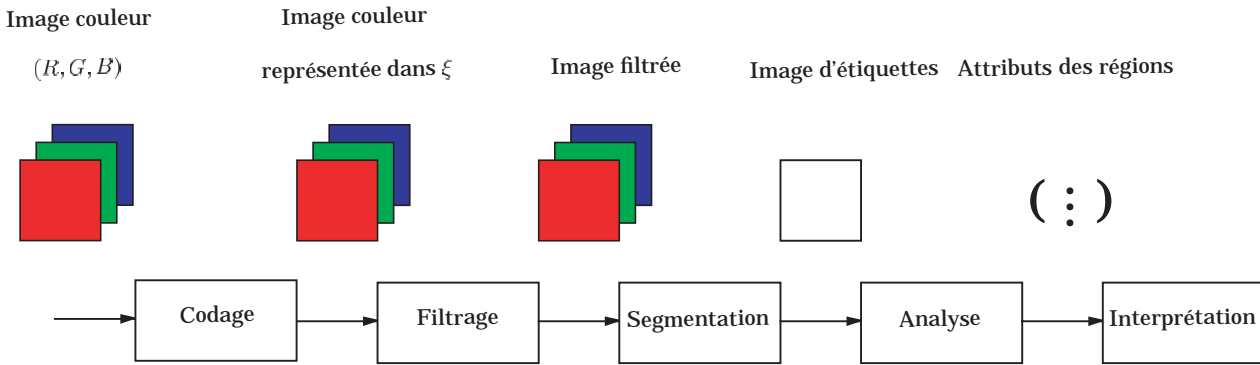 Image couleur
(R, G, B)
Image couleur
représentée dans ξ
Image filtrée
Image d'étiquettes
Attributs des régions
( ⋮ )
Codage
Filtrage
Segmentation
Analyse
Interprétation